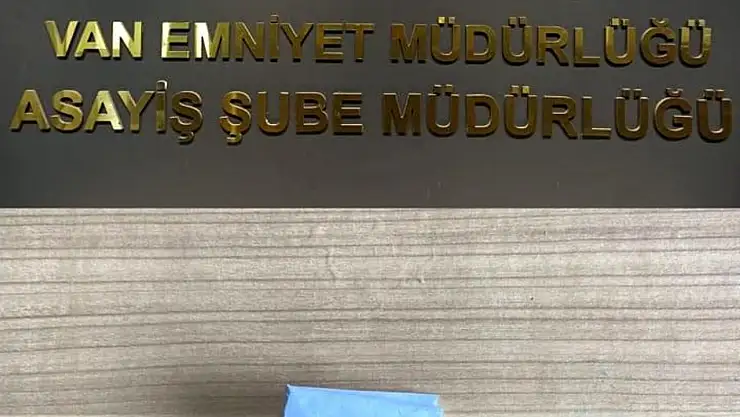 VAN EMNİYET MÜDÜRLÜĞÜ
ASAYİŞ ŞUBE MÜDÜRLÜĞÜ